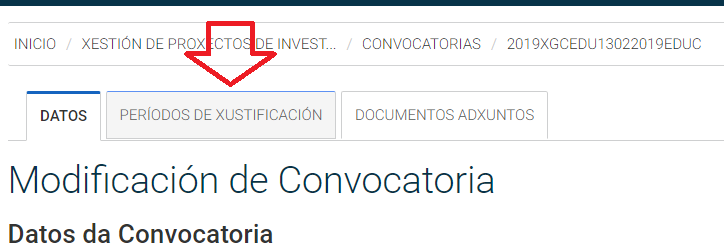 INICIO / XESTIÓN DE PROXECTOS DE INVEST... / CONVOCATORIAS / 2019XGCEDU13022019EDUC
DATOS PERÍODOS DE XUSTIFICACIÓN DOCUMENTOS ADXUNTOS
Modificación de Convocatoria
Datos da Convocatoria